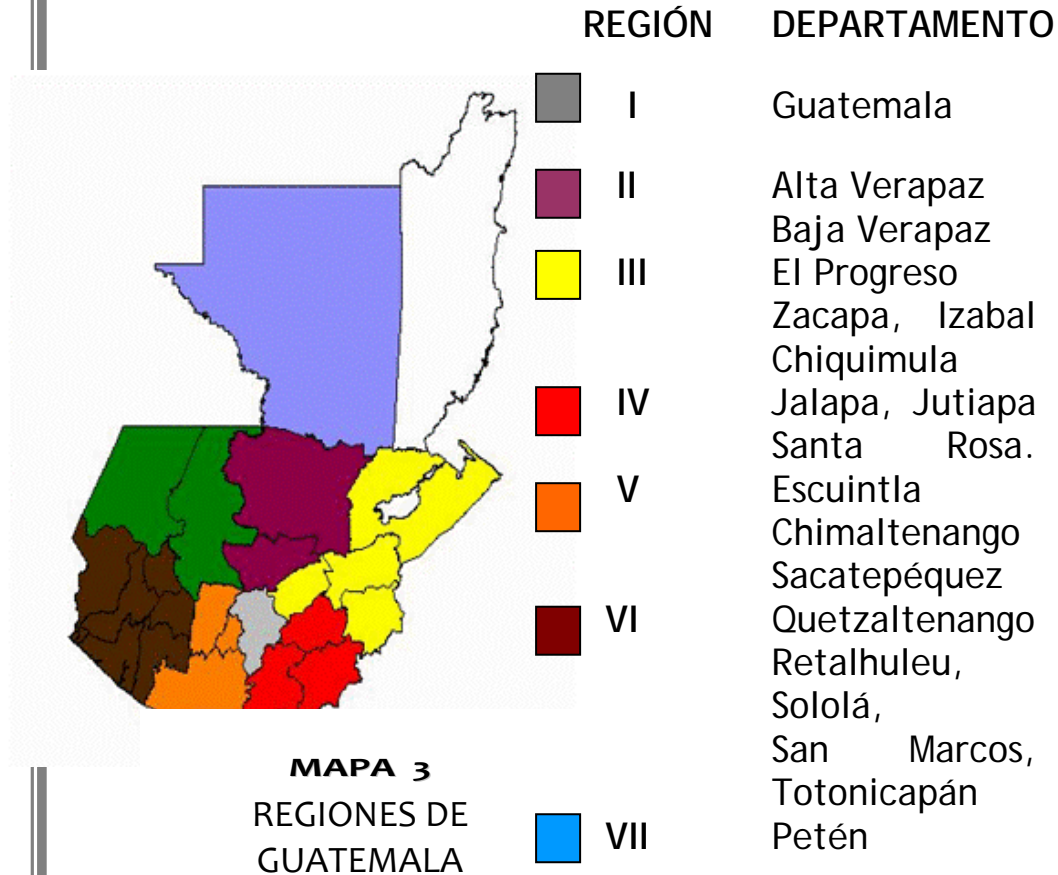 REGIÓN DEPARTAMENTO
I Guatemala
II Alta Verapaz
Baja Verapaz
III El Progreso
Zacapa, Izabal
Chiquimula
IV Jalapa, Jutiapa
Santa Rosa.
V Escuintla
Chimaltenango
Sacatepéquez
VI Quetzaltenango
Retalhuleu,
Sololá,
San Marcos,
Totonicapán
VII Petén
MAPA 3
REGIONES DE
GUATEMALA